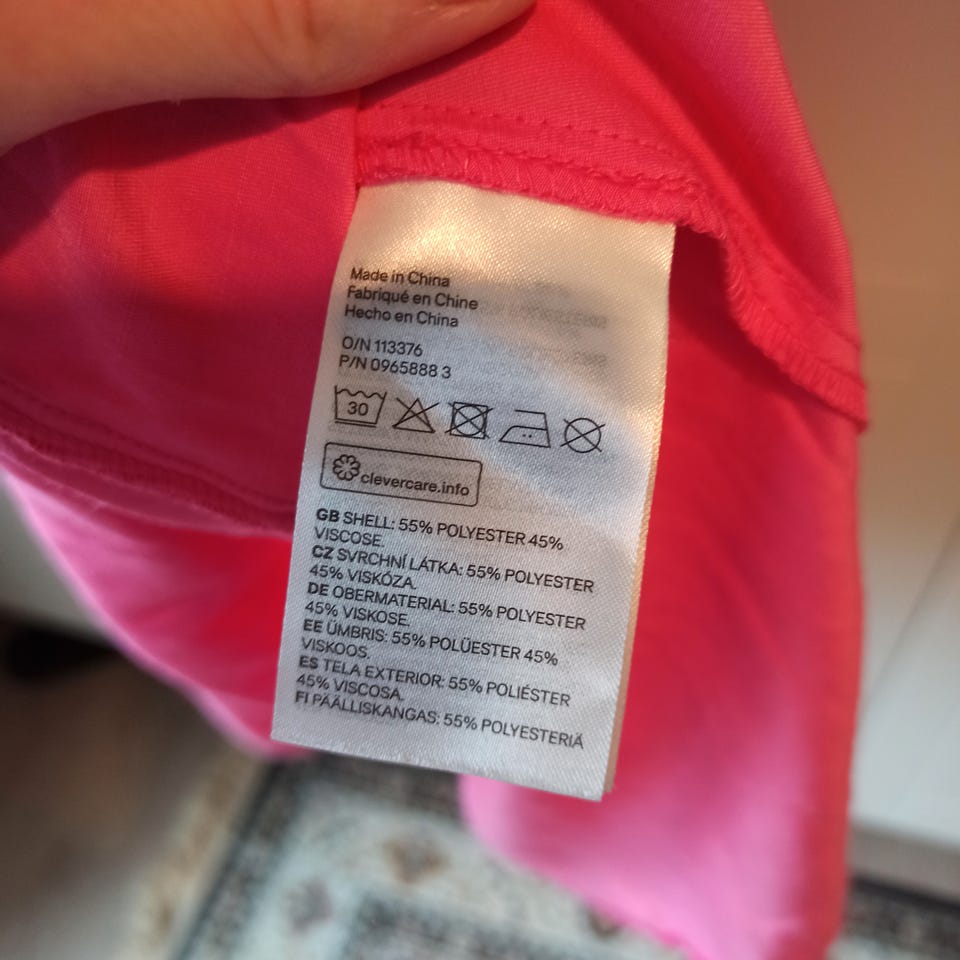 Made in China
Fabriqué en Chine
Hecho en China
O/N 113376
P/N 0965888 3
30
clevercare.info
GB SHELL: 55% POLYESTER 45%
VISCOSE.
CZ SVRCHNÍ LÁTKA: 55% POLYESTER
45% VISKÓZA.
DE OBERMATERIAL: 55% POLYESTER
45% VISKOSE.
EE ÜMBRIS: 55% POLÜESTER 45%
VISKOOS.
ES TELA EXTERIOR: 55% POLIÉSTER
45% VISCOSA.
FI PÄÄLLISKANGAS: 55% POLYESTERIÄ